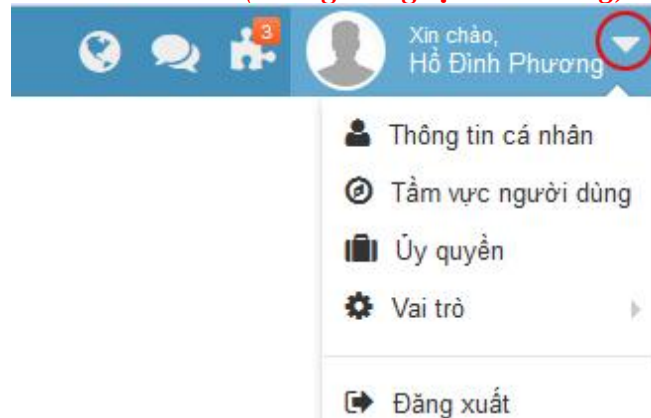 3
Xin chào,
Hồ Đình Phương
Thông tin cá nhân
Tầm vực người dùng
Ủy quyền
Vai trò
Đăng xuất